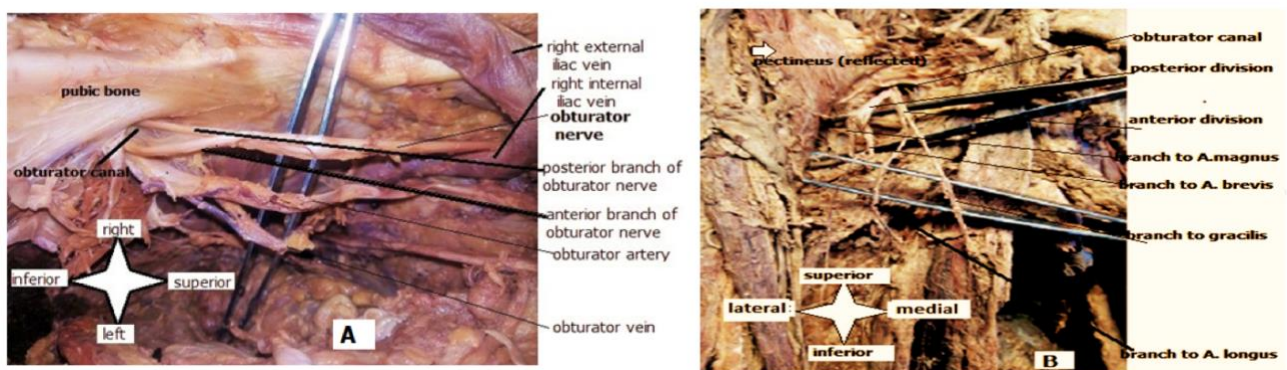 right external
iliac vein
right internal
iliac vein
obturator
nerve
posterior branch of
obturator nerve
anterior branch of
obturator nerve
obturator artery
obturator vein
pubic bone
obturator canal
right
inferior
superior
left
A
pectineus (reflected)
obturator canal
posterior division
anterior division
branch to A.magnus
branch to A. brevis
branch to gracilis
branch to A. longus
superior
lateral:
medial
inferior
B